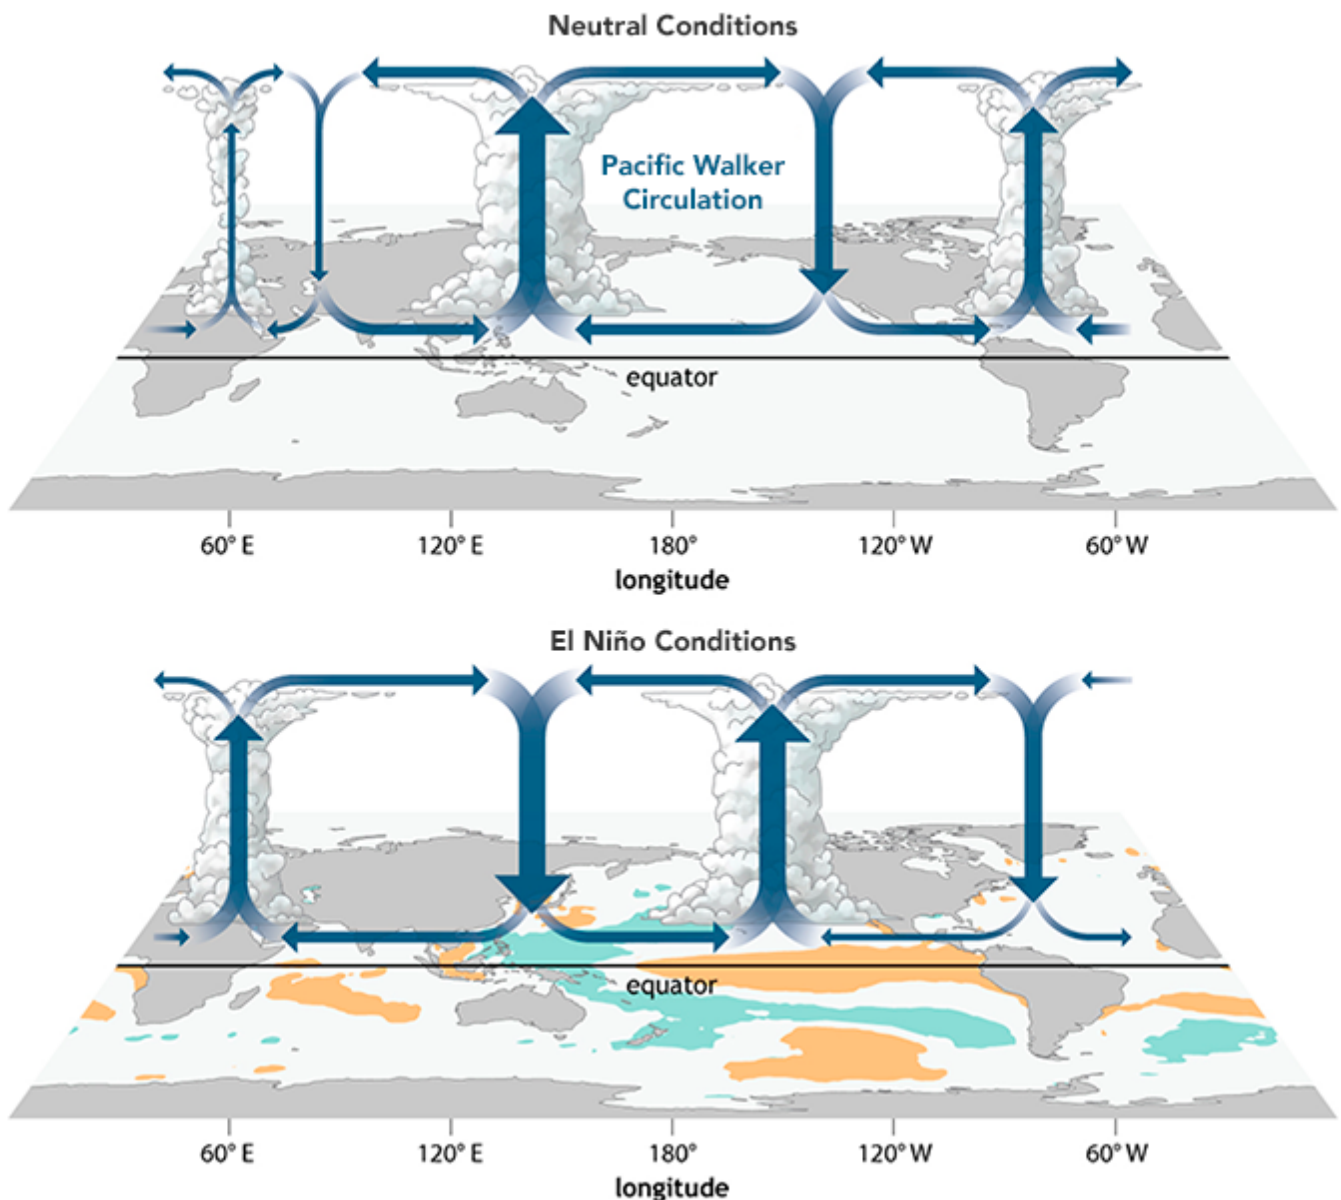 Neutral Conditions
Pacific Walker
Circulation
equator
60° E 120° E 180° 120° W 60° W
longitude
El Niño Conditions
equator
60° E 120° E 180° 120° W 60° W
longitude